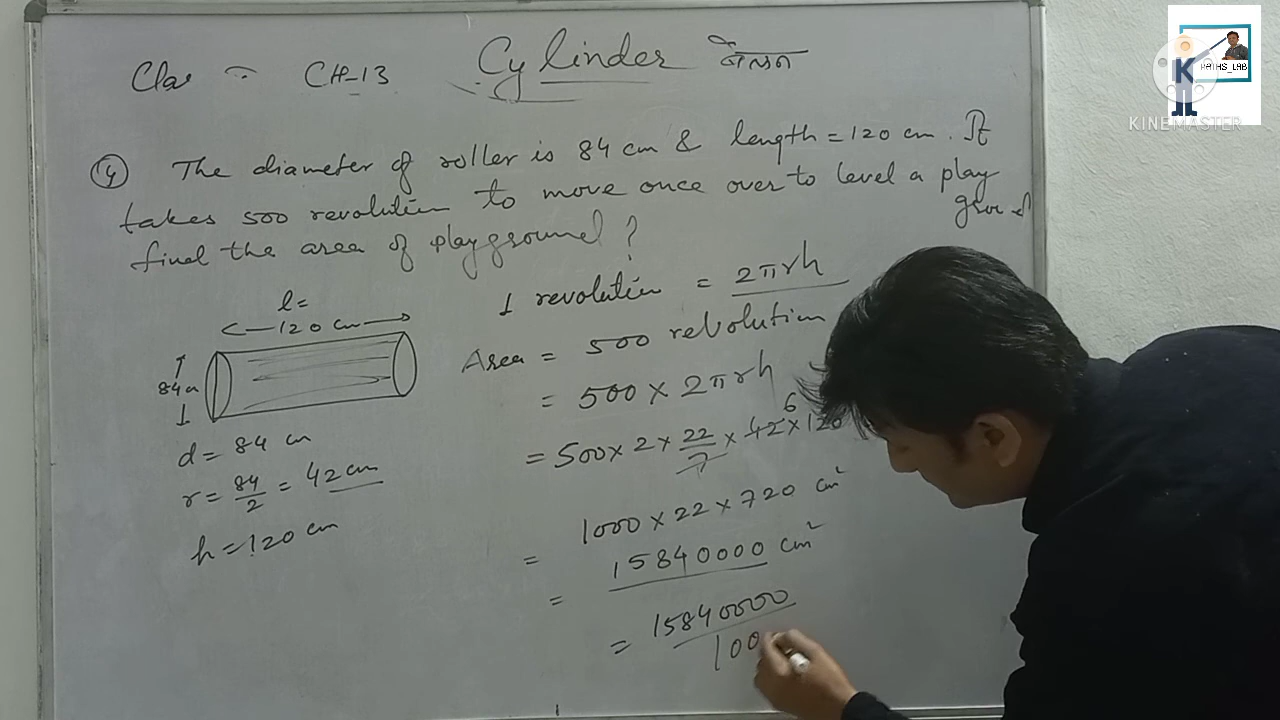 Cla CH-13 Cylinder बेलन
MATHS_LAB
K
KINEMASTER
④ The diameter of roller is 84 cm & length = 120 cm. It
takes 500 revolution to move once over to level a play
ground
find the area of playground?
l=
120 cm
84 cm
d = 84 cm
r = 84/2 = 42 cm
h = 120 cm
1 revolution = 2πrh
Area = 500 revolution
= 500 × 2πrh
6
= 500 × 2 × 22/7 × 42 × 120
= 1000 × 22 × 720 cm²
= 15840000 cm²
= 15840000/100